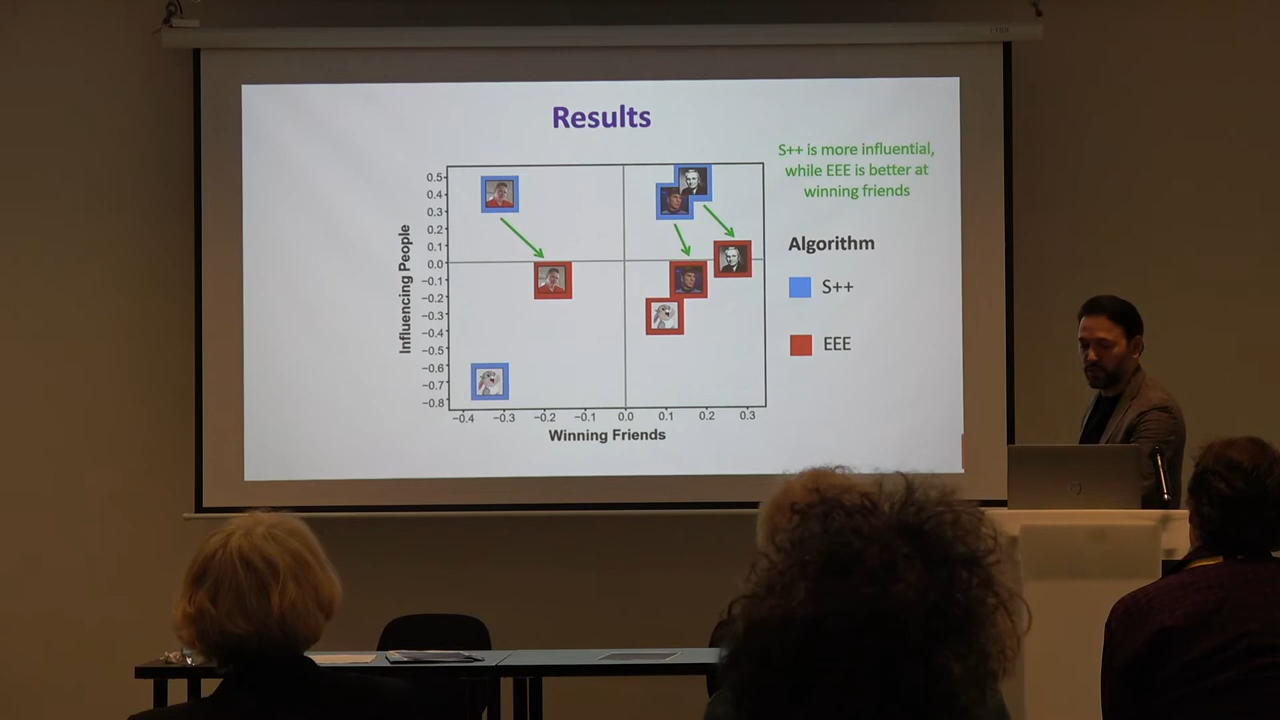 Results
S++ is more influential,
while EEE is better at
winning friends
Algorithm
S++
EEE
Influencing People
0.5
0.4
0.3
0.2
0.1
0.0
−0.1
−0.2
−0.3
−0.4
−0.5
−0.6
−0.7
−0.8
−0.4 −0.3 −0.2 −0.1 0.0 0.1 0.2 0.3
Winning Friends